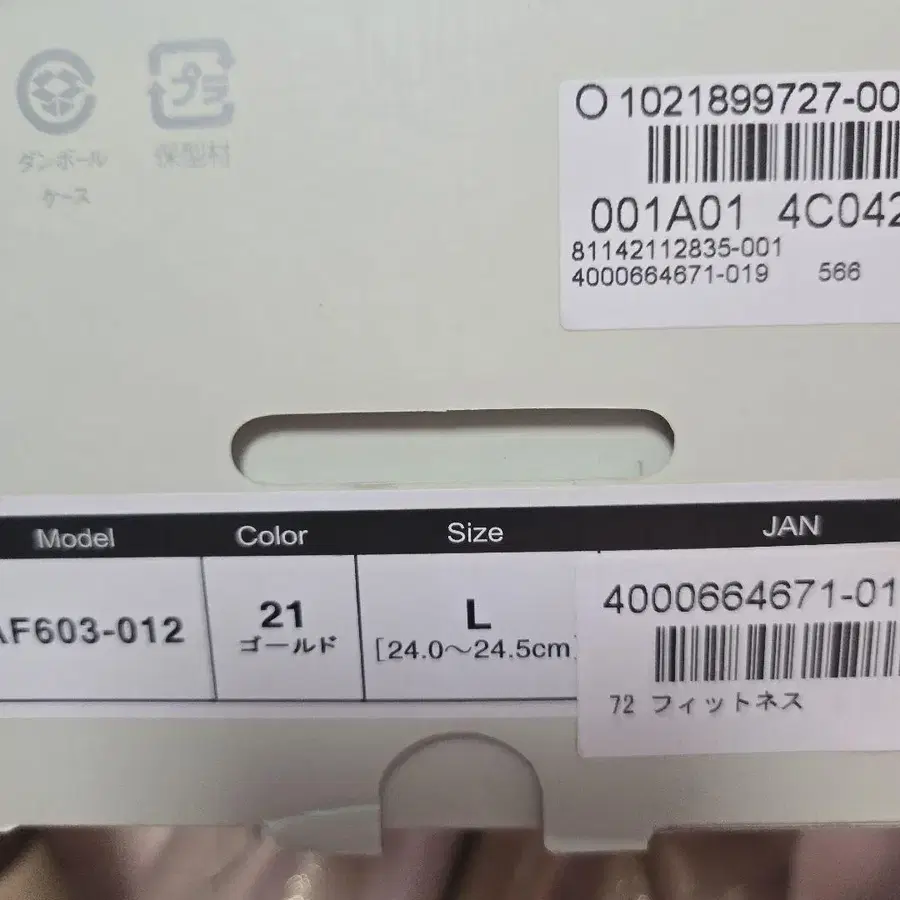 プラ
ダンボール
ケース
保型材
O 1021899727-00
001A01 4C042
81142112835-001
4000664671-019 566
Model Color Size JAN
AF603-012
21
ゴールド
L
[24.0～24.5cm]
4000664671-01
72 フィットネス